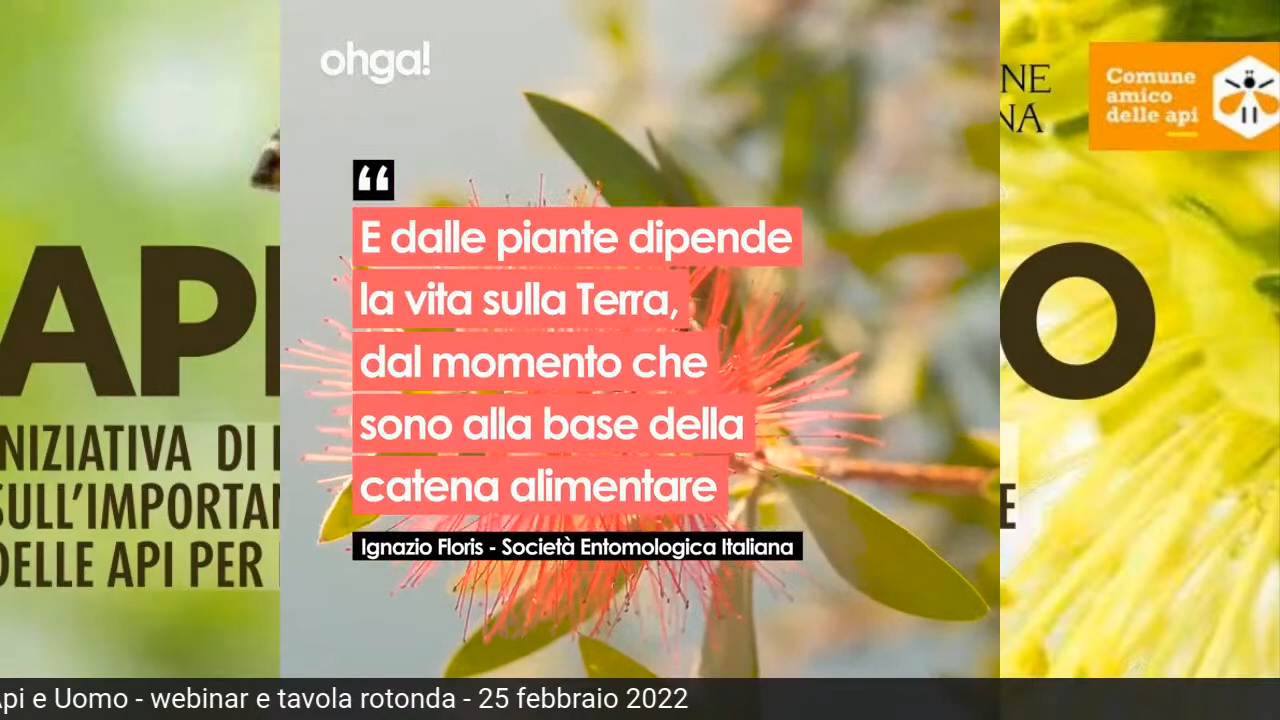 ohga!
“
E dalle piante dipende
la vita sulla Terra,
dal momento che
sono alla base della
catena alimentare
Ignazio Floris - Società Entomologica Italiana
NE
NA
Comune
amico
delle api
API
O
NIZIATIVA DI
SULL’IMPORTAN
DELLE API PER
E
Api e Uomo - webinar e tavola rotonda - 25 febbraio 2022